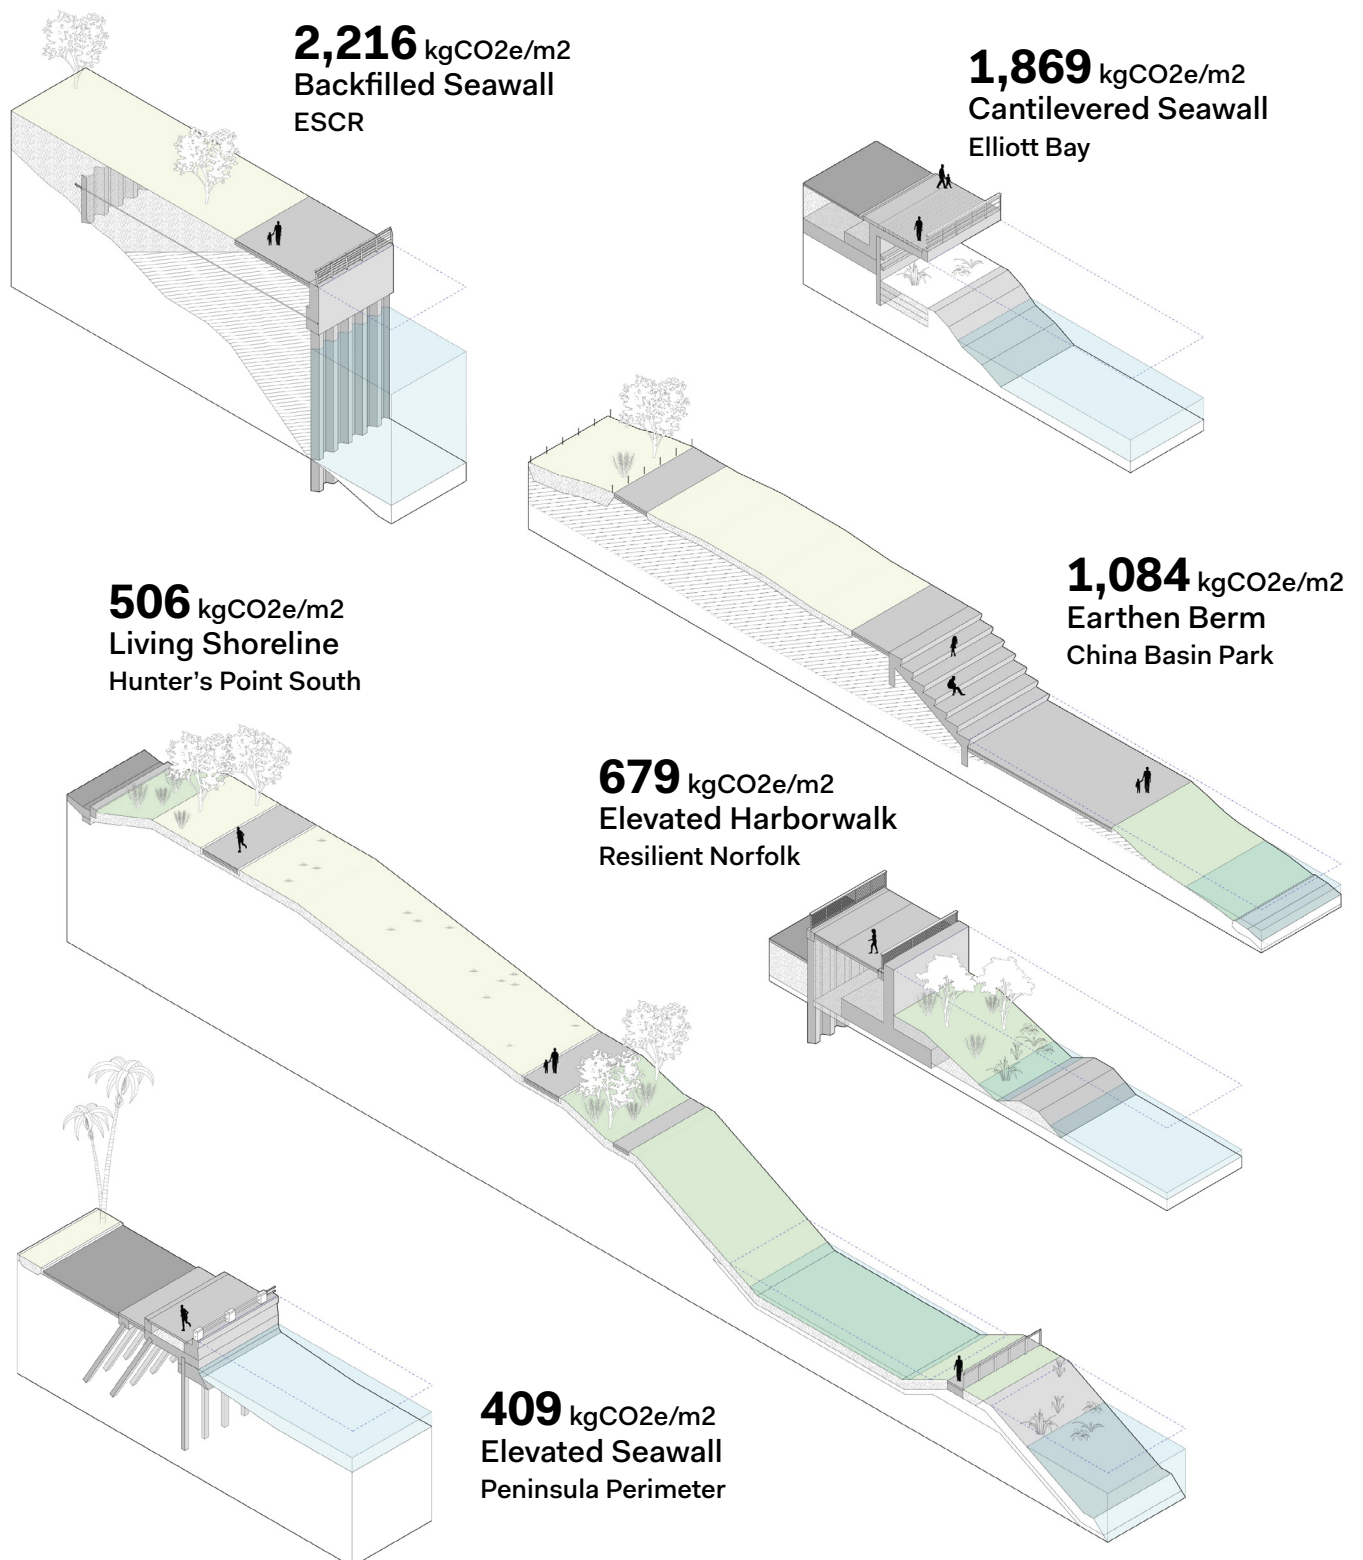 2,216 kgCO2e/m2
Backfilled Seawall
ESCR
1,869 kgCO2e/m2
Cantilevered Seawall
Elliott Bay
506 kgCO2e/m2
Living Shoreline
Hunter’s Point South
1,084 kgCO2e/m2
Earthen Berm
China Basin Park
679 kgCO2e/m2
Elevated Harborwalk
Resilient Norfolk
409 kgCO2e/m2
Elevated Seawall
Peninsula Perimeter